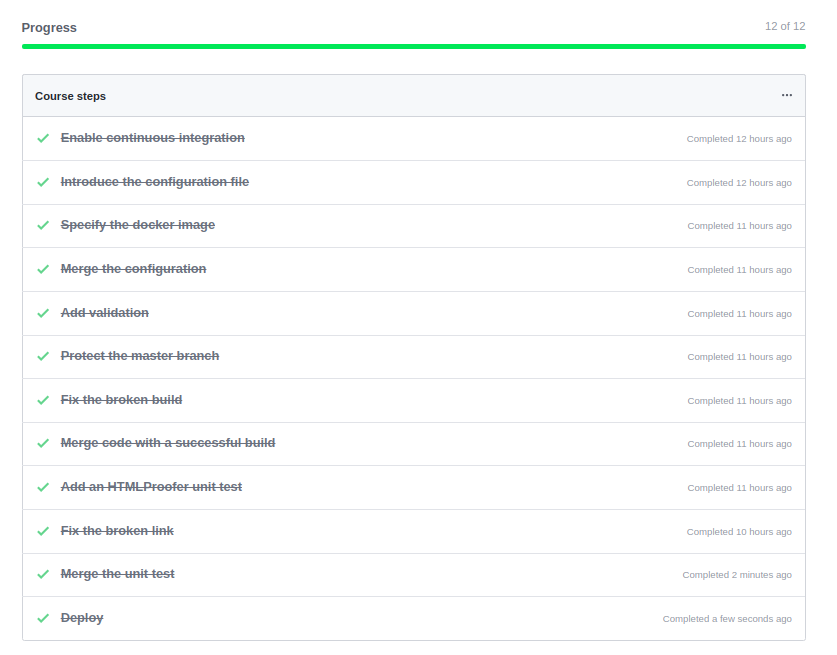 Progress 12 of 12
Course steps ...
Enable continuous integration Completed 12 hours ago
Introduce the configuration file Completed 12 hours ago
Specify the docker image Completed 11 hours ago
Merge the configuration Completed 11 hours ago
Add validation Completed 11 hours ago
Protect the master branch Completed 11 hours ago
Fix the broken build Completed 11 hours ago
Merge code with a successful build Completed 11 hours ago
Add an HTMLProofer unit test Completed 11 hours ago
Fix the broken link Completed 10 hours ago
Merge the unit test Completed 2 minutes ago
Deploy Completed a few seconds ago